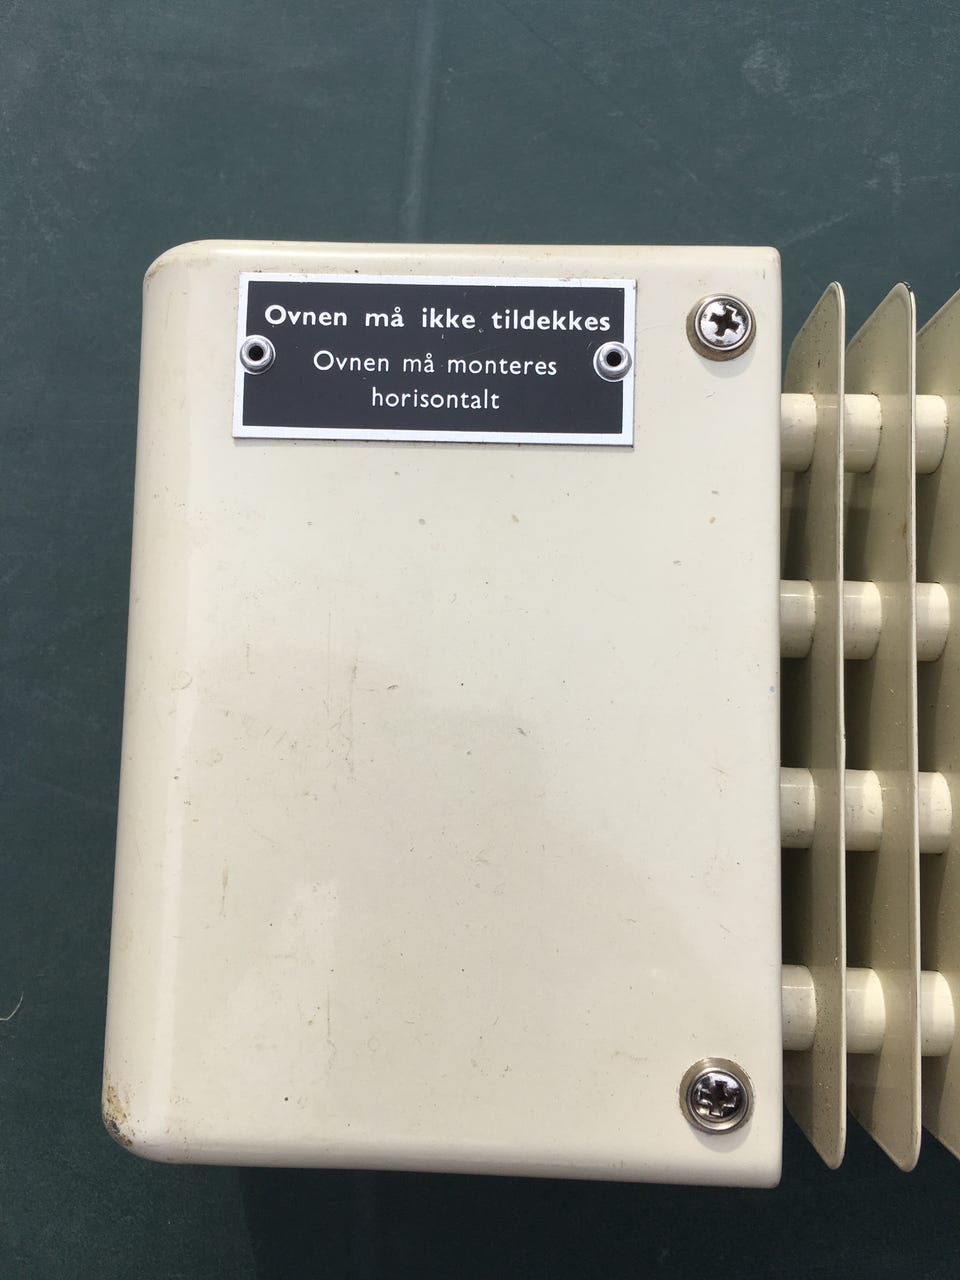 Ovnen må ikke tildekkes
Ovnen må monteres
horisontalt